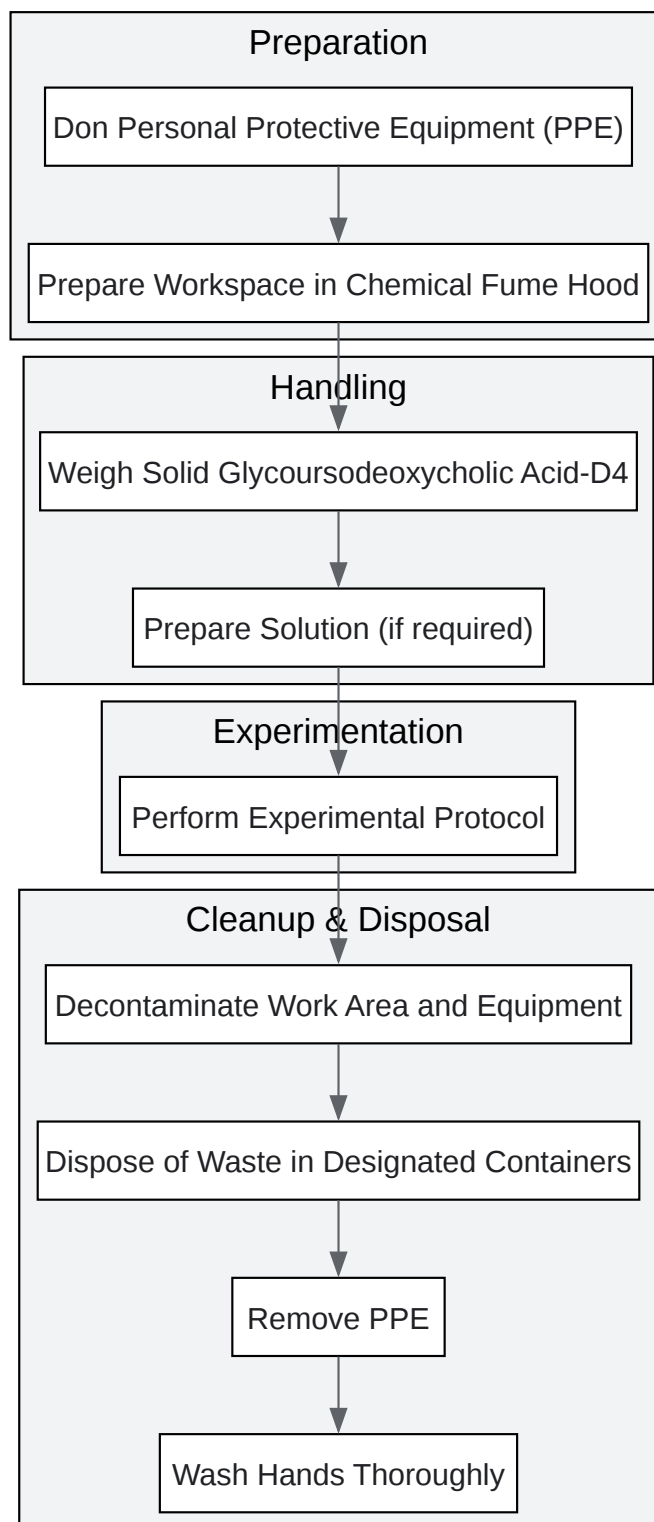 Preparation
Don Personal Protective Equipment (PPE)
Prepare Workspace in Chemical Fume Hood
Handling
Weigh Solid Glycoursodeoxycholic Acid-D4
Prepare Solution (if required)
Experimentation
Perform Experimental Protocol
Cleanup & Disposal
Decontaminate Work Area and Equipment
Dispose of Waste in Designated Containers
Remove PPE
Wash Hands Thoroughly